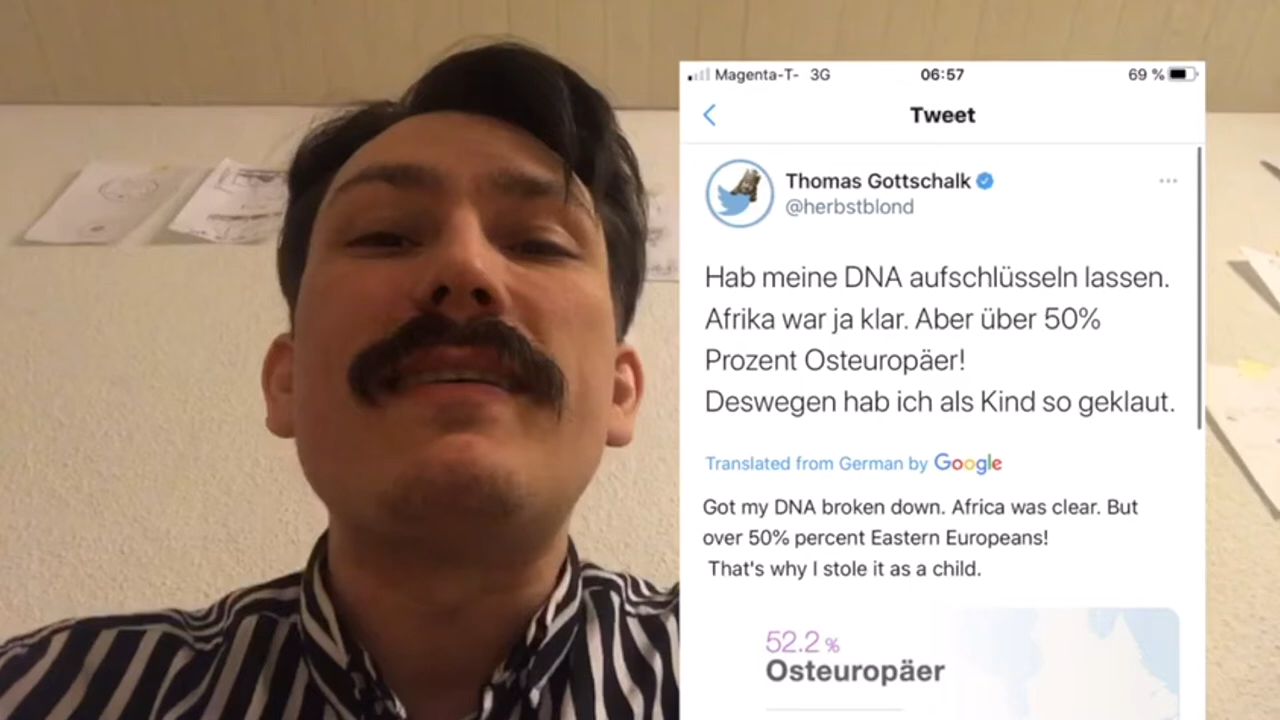 Magenta-T- 3G 06:57 69 %
Tweet
Thomas Gottschalk
@herbstblond
Hab meine DNA aufschlüsseln lassen.
Afrika war ja klar. Aber über 50%
Prozent Osteuropäer!
Deswegen hab ich als Kind so geklaut.
Translated from German by Google
Got my DNA broken down. Africa was clear. But
over 50% percent Eastern Europeans!
That's why I stole it as a child.
52.2 %
Osteuropäer